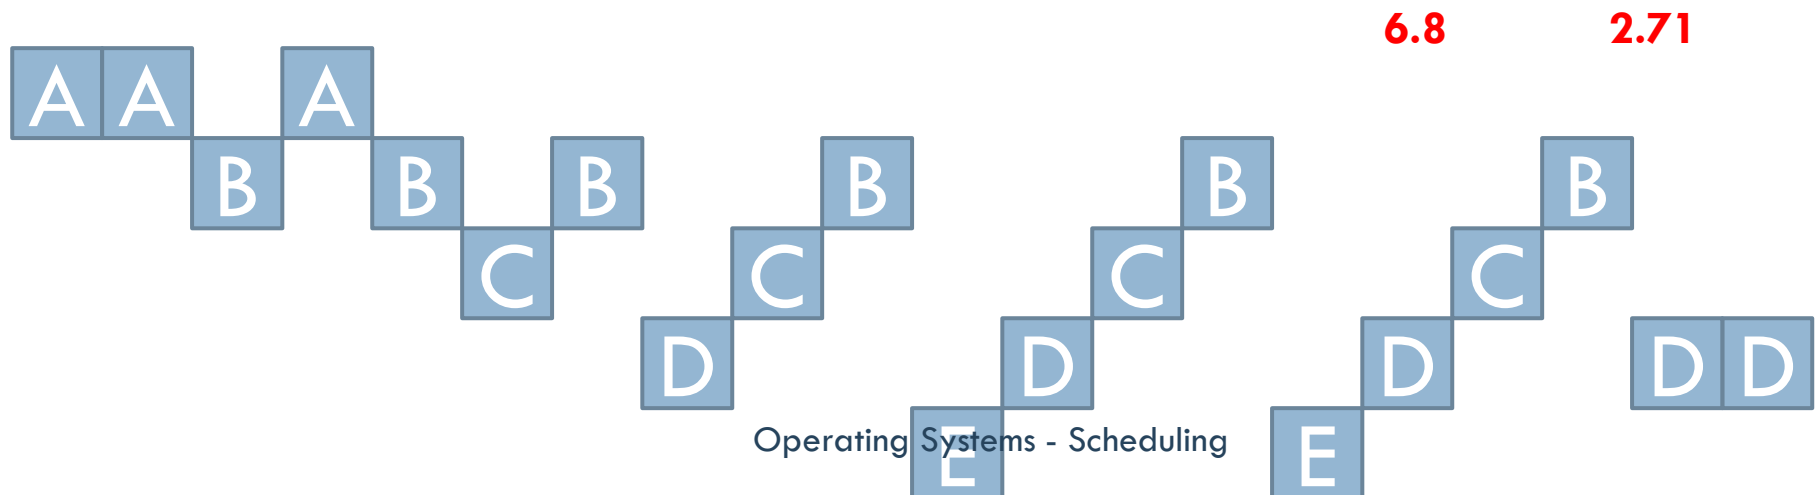 6.8 2.71
A A A
B B B B B B
C C C C
D D D D D
Operating Systems - Scheduling
E E